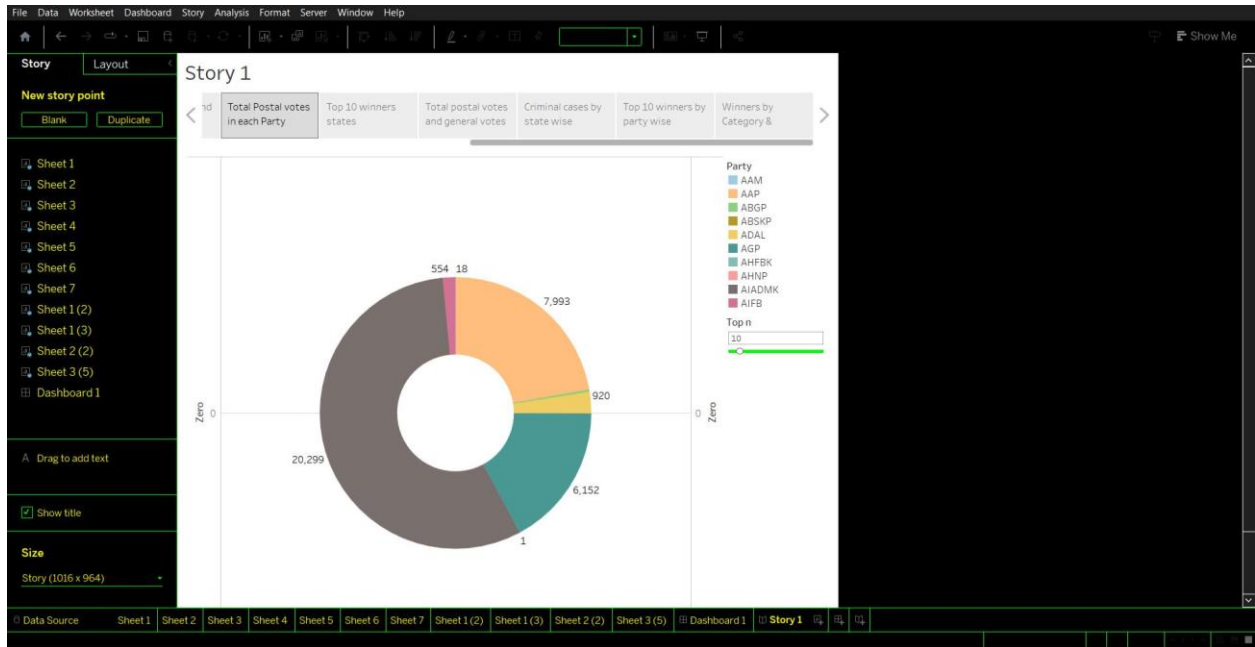 File Data Worksheet Dashboard Story Analysis Format Server Window Help
Show Me
Story Layout
New story point
Blank Duplicate
Sheet 1
Sheet 2
Sheet 3
Sheet 4
Sheet 5
Sheet 6
Sheet 7
Sheet 1 (2)
Sheet 1 (3)
Sheet 2 (2)
Sheet 3 (5)
Dashboard 1
A Drag to add text
Show title
Size
Story (1016 x 964)
Story 1
nd
Total Postal votes
in each Party
Top 10 winners
states
Total postal votes
and general votes
Criminal cases by
state wise
Top 10 winners by
party wise
Winners by
Category &
554 18
7,993
920
Zero 0
0 Zero
20,299
6,152
1
Party
AAM
AAP
ABGP
ABSKP
ADAL
AGP
AHFBK
AHNP
AIADMK
AIFB
Top n
10
Data Source Sheet 1 Sheet 2 Sheet 3 Sheet 4 Sheet 5 Sheet 6 Sheet 7 Sheet 1 (2) Sheet 1 (3) Sheet 2 (2) Sheet 3 (5) Dashboard 1 Story 1